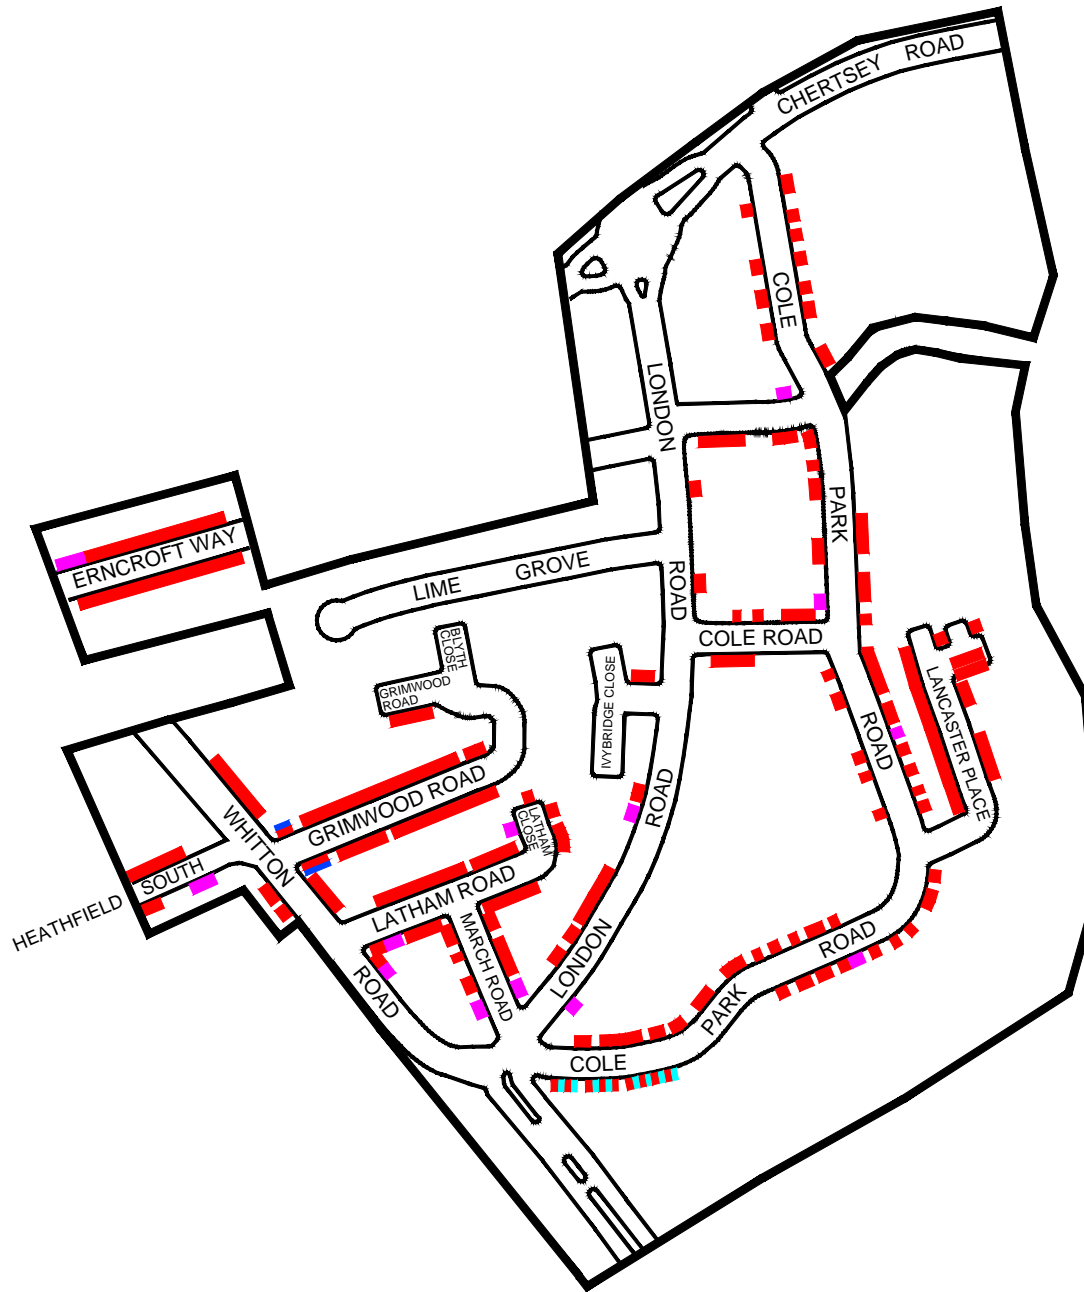 CHERTSEY ROAD
COLE
LONDON
PARK
ERNCROFT WAY
LIME GROVE
ROAD
COLE ROAD
BLYTH
CLOSE
GRIMWOOD
ROAD
IVYBRIDGE CLOSE
LANCASTER PLACE
ROAD
ROAD
GRIMWOOD ROAD
WHITTON
LATHAM
CLOSE
SOUTH
HEATHFIELD
LATHAM ROAD
MARCH ROAD
LONDON
ROAD
ROAD
PARK
COLE